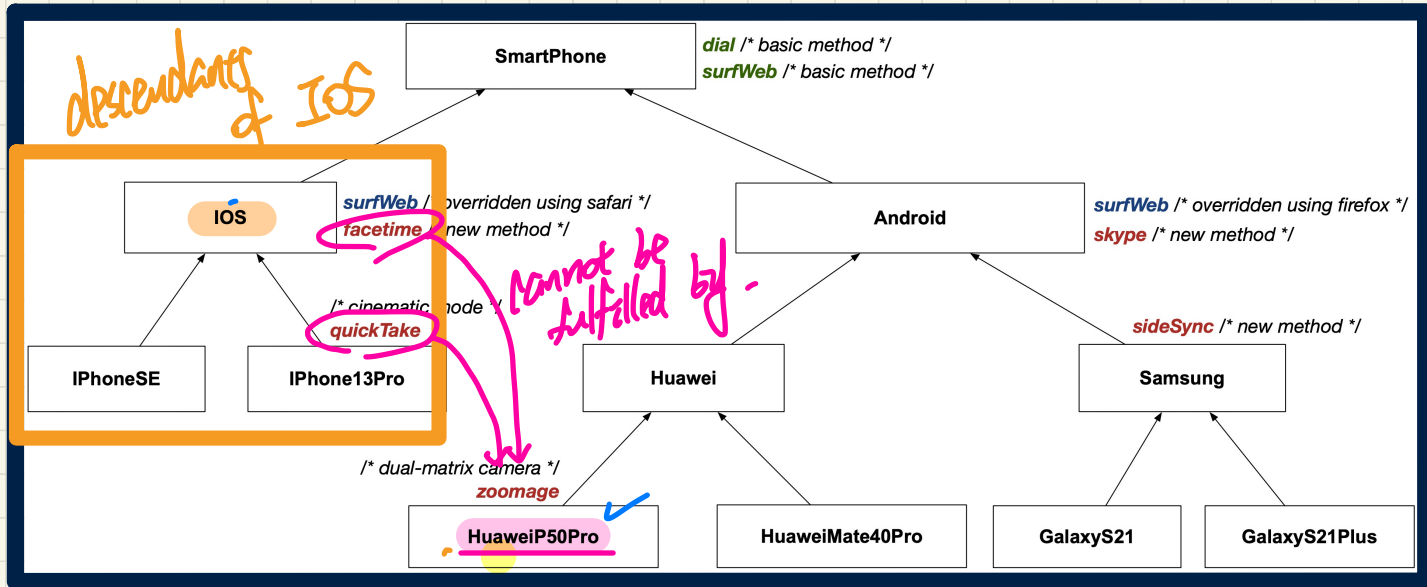 SmartPhone
dial /* basic method */
surfWeb /* basic method */
descendants
of IOS
IOS
surfWeb /* overridden using safari */
facetime /* new method */
Android
surfWeb /* overridden using firefox */
skype /* new method */
cannot be
fulfilled by.
/* cinematic mode */
quickTake
sideSync /* new method */
IPhoneSE
IPhone13Pro
Huawei
Samsung
/* dual-matrix camera */
zoomage
HuaweiP50Pro
HuaweiMate40Pro
GalaxyS21
GalaxyS21Plus